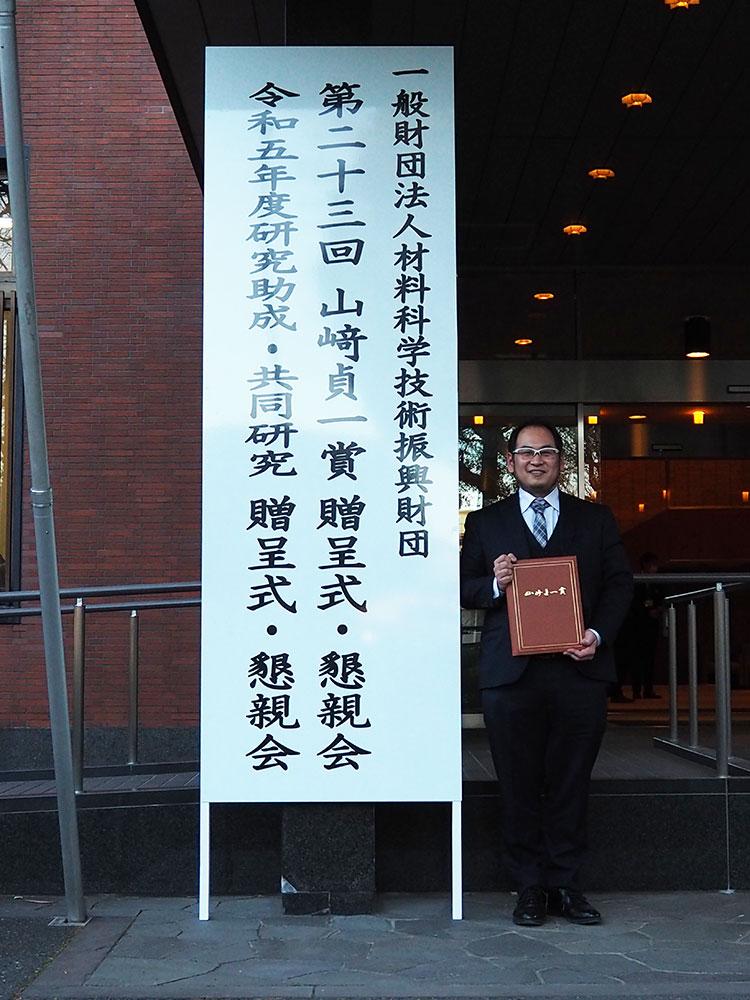 一般財団法人材料科学技術振興財団
第二十三回 山﨑貞一賞 贈呈式・懇親会
令和五年度研究助成・共同研究 贈呈式・懇親会
山﨑貞一賞